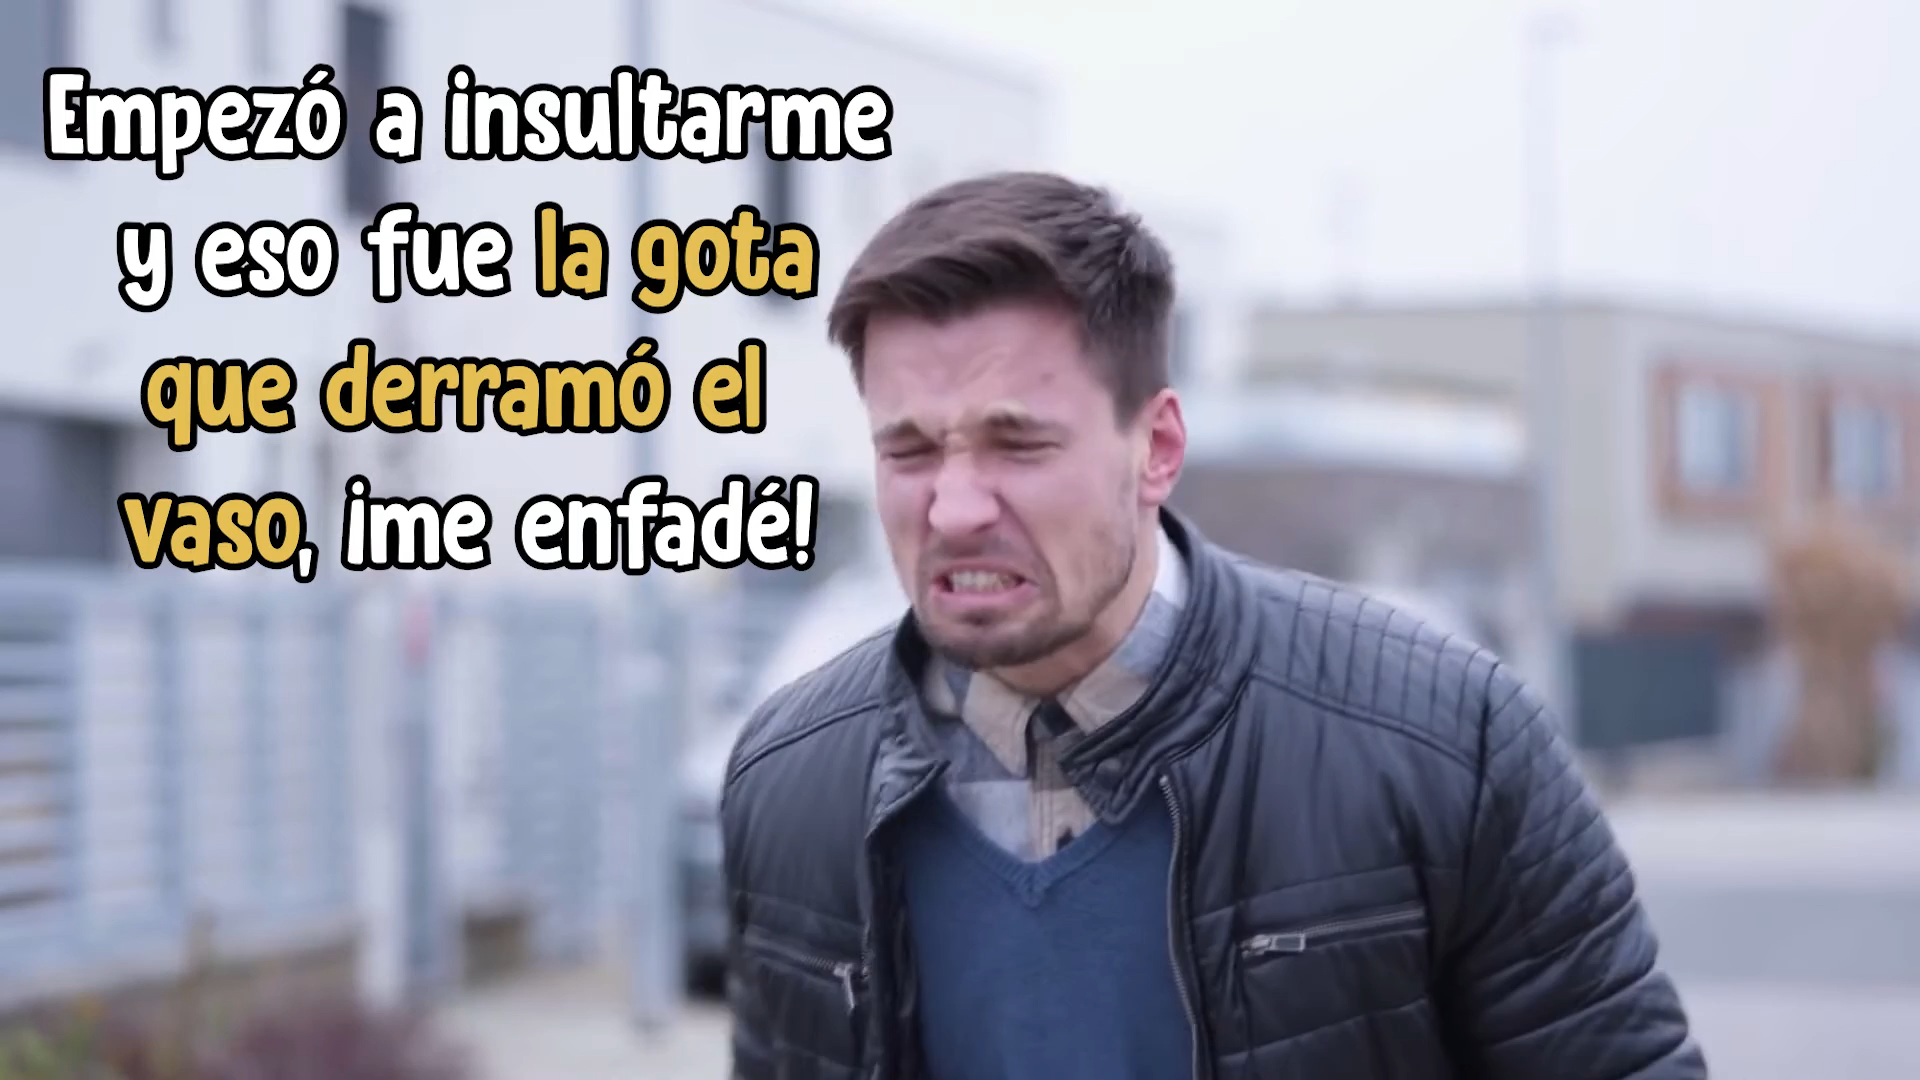 Empezó a insultarme
y eso fue la gota
que derramó el
vaso, ¡me enfadé!